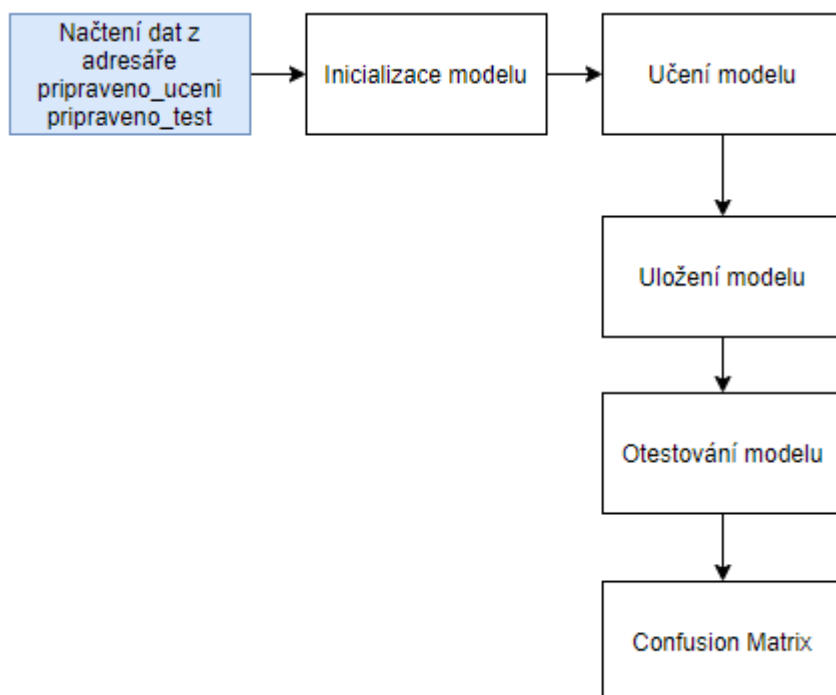 Načtení dat z
adresáře
pripraveno_uceni
pripraveno_test
Inicializace modelu
Učení modelu
Uložení modelu
Otestování modelu
Confusion Matrix